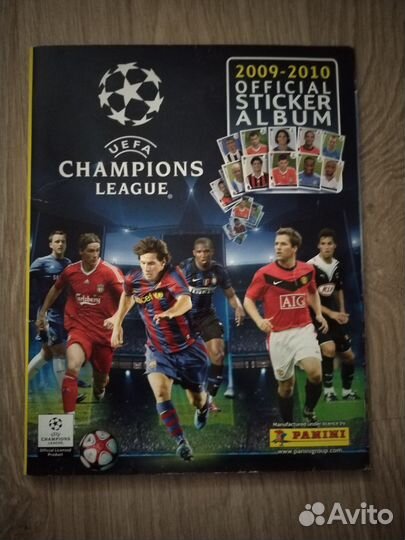 2009-2010
OFFICIAL
STICKER
ALBUM
UEFA
CHAMPIONS
LEAGUE®
Carlsberg
unicef
AIG
UEFA
CHAMPIONS
LEAGUE
Official Licensed
Product
Manufactured under licence by
PANINI
www.paninigroup.com
Avito